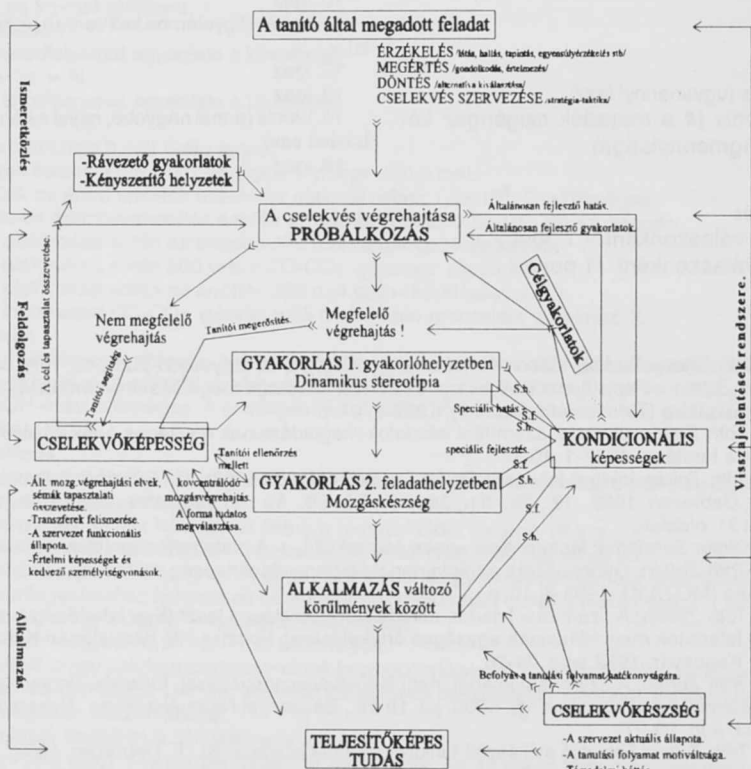 A tanító által megadott feladat
ÉRZÉKELÉS /látás, hallás, tapintás, egyensúlyérzékelés stb/
MEGÉRTÉS /gondolkodás, értelmezés/
DÖNTÉS /alternatíva kiválasztása/
CSELEKVÉS SZERVEZÉSE /stratégia-taktika/
Ismeretközlés
-Rávezető gyakorlatok
-Kényszerítő helyzetek
A cselekvés végrehajtása
PRÓBÁLKOZÁS
Általánosan fejlesztő hatás.
Általánosan fejlesztő gyakorlatok.
Célgyakorlatok
Feldolgozás
A cél és tapasztalat összevetése.
Nem megfelelő
végrehajtás
Tanítói segítség.
Tanítói megerősítés.
Megfelelő
végrehajtás !
GYAKORLÁS 1. gyakorlóhelyzetben
Dinamikus stereotípia
S.h.
Speciális hatás
S.f.
S.h.
speciális fejlesztés.
S.f.
S.h.
S.f.
S.h.
CSELEKVŐKÉPESSÉG
KONDICIONÁLIS
képességek
Visszajelentések rendszere.
Tanítói ellenőrzés
mellett
GYAKORLÁS 2. feladathelyzetben
Mozgáskészség
-Ált. mozg.végrehajtási elvek,
sémák tapasztalati
összevetése.
-Transzferek felismerése.
-A szervezet funkcionális
állapota.
-Értelmi képességek és
kedvező személyiségvonások.
kovcentrálódó
mozgásvégrehajtás.
A forma tudatos
megválasztása.
Alkalmazás
ALKALMAZÁS változó
körűlmények között
Befolyás a tanulási folyamat hatékonyságára.
CSELEKVŐKÉSZSÉG
-A szervezet aktuális állapota.
-A tanulási folyamat motiváltsága.
TELJESÍTŐKÉPES
TUDÁS